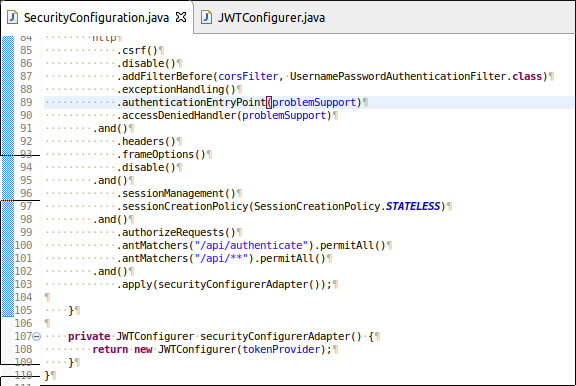 SecurityConfiguration.java JWTConfigurer.java
84 http
85 .csrf()¶
86 .disable()¶
87 .addFilterBefore(corsFilter, UsernamePasswordAuthenticationFilter.class)¶
88 .exceptionHandling()¶
89 .authenticationEntryPoint(problemSupport)¶
90 .accessDeniedHandler(problemSupport)¶
91 .and()¶
92 .headers()¶
93 .frameOptions()¶
94 .disable()¶
95 .and()¶
96 .sessionManagement()¶
97 .sessionCreationPolicy(SessionCreationPolicy.STATELESS)¶
98 .and()¶
99 .authorizeRequests()¶
100 .antMatchers("/api/authenticate").permitAll()¶
101 .antMatchers("/api/**").permitAll()¶
102 .and()¶
103 .apply(securityConfigurerAdapter());¶
104 ¶
105 }¶
106 ¶
107 private JWTConfigurer securityConfigurerAdapter() {¶
108 return new JWTConfigurer(tokenProvider);¶
109 }¶
110 }¶
111